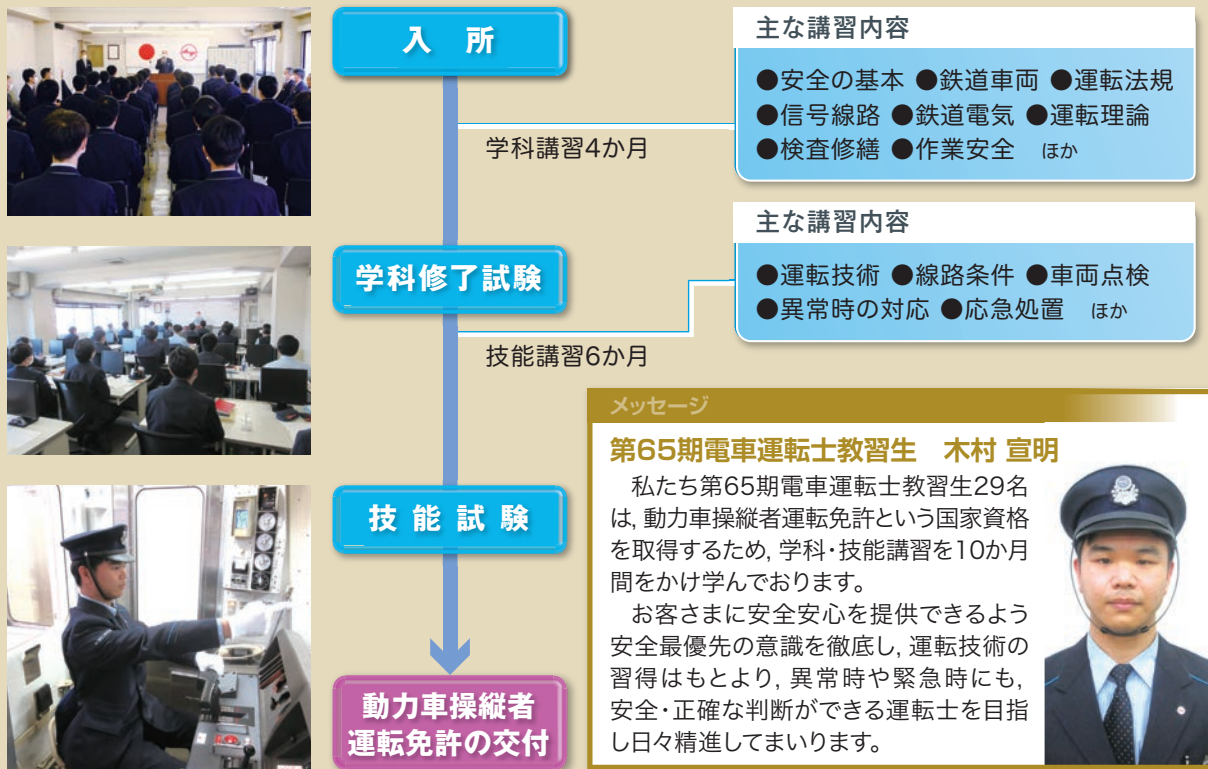 入 所
学科講習4か月
主な講習内容
●安全の基本 ●鉄道車両 ●運転法規
●信号線路 ●鉄道電気 ●運転理論
●検査修繕 ●作業安全 ほか
学科修了試験
技能講習6か月
主な講習内容
●運転技術 ●線路条件 ●車両点検
●異常時の対応 ●応急処置 ほか
技能試験
動力車操縦者
運転免許の交付
メッセージ
第65期電車運転士教習生 木村 宣明
私たち第65期電車運転士教習生29名
は, 動力車操縦者運転免許という国家資格
を取得するため, 学科・技能講習を10か月
間をかけ学んでおります。
お客さまに安全安心を提供できるよう
安全最優先の意識を徹底し, 運転技術の
習得はもとより, 異常時や緊急時にも,
安全・正確な判断ができる運転士を目指
し日々精進してまいります。